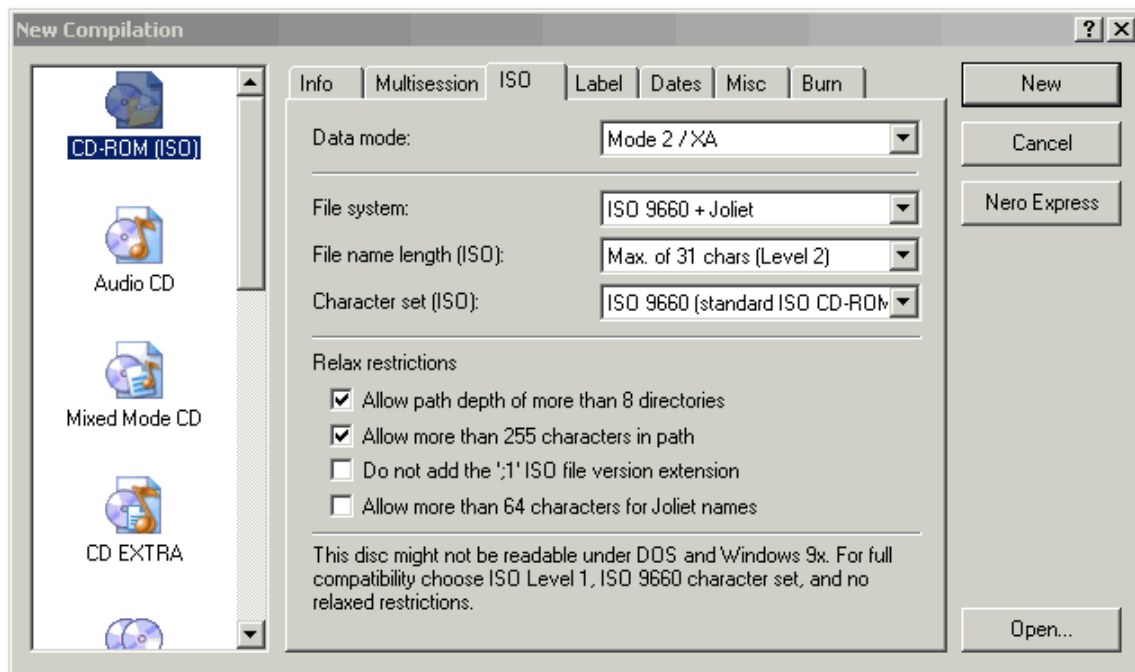 New Compilation
CD-ROM (ISO)
Audio CD
Mixed Mode CD
CD EXTRA
Info Multisession ISO Label Dates Misc Burn
Data mode: Mode 2 / XA
File system: ISO 9660 + Joliet
File name length (ISO): Max. of 31 chars (Level 2)
Character set (ISO): ISO 9660 (standard ISO CD-ROM
Relax restrictions
Allow path depth of more than 8 directories
Allow more than 255 characters in path
Do not add the ';1' ISO file version extension
Allow more than 64 characters for Joliet names
This disc might not be readable under DOS and Windows 9x. For full
compatibility choose ISO Level 1, ISO 9660 character set, and no
relaxed restrictions.
New
Cancel
Nero Express
Open...